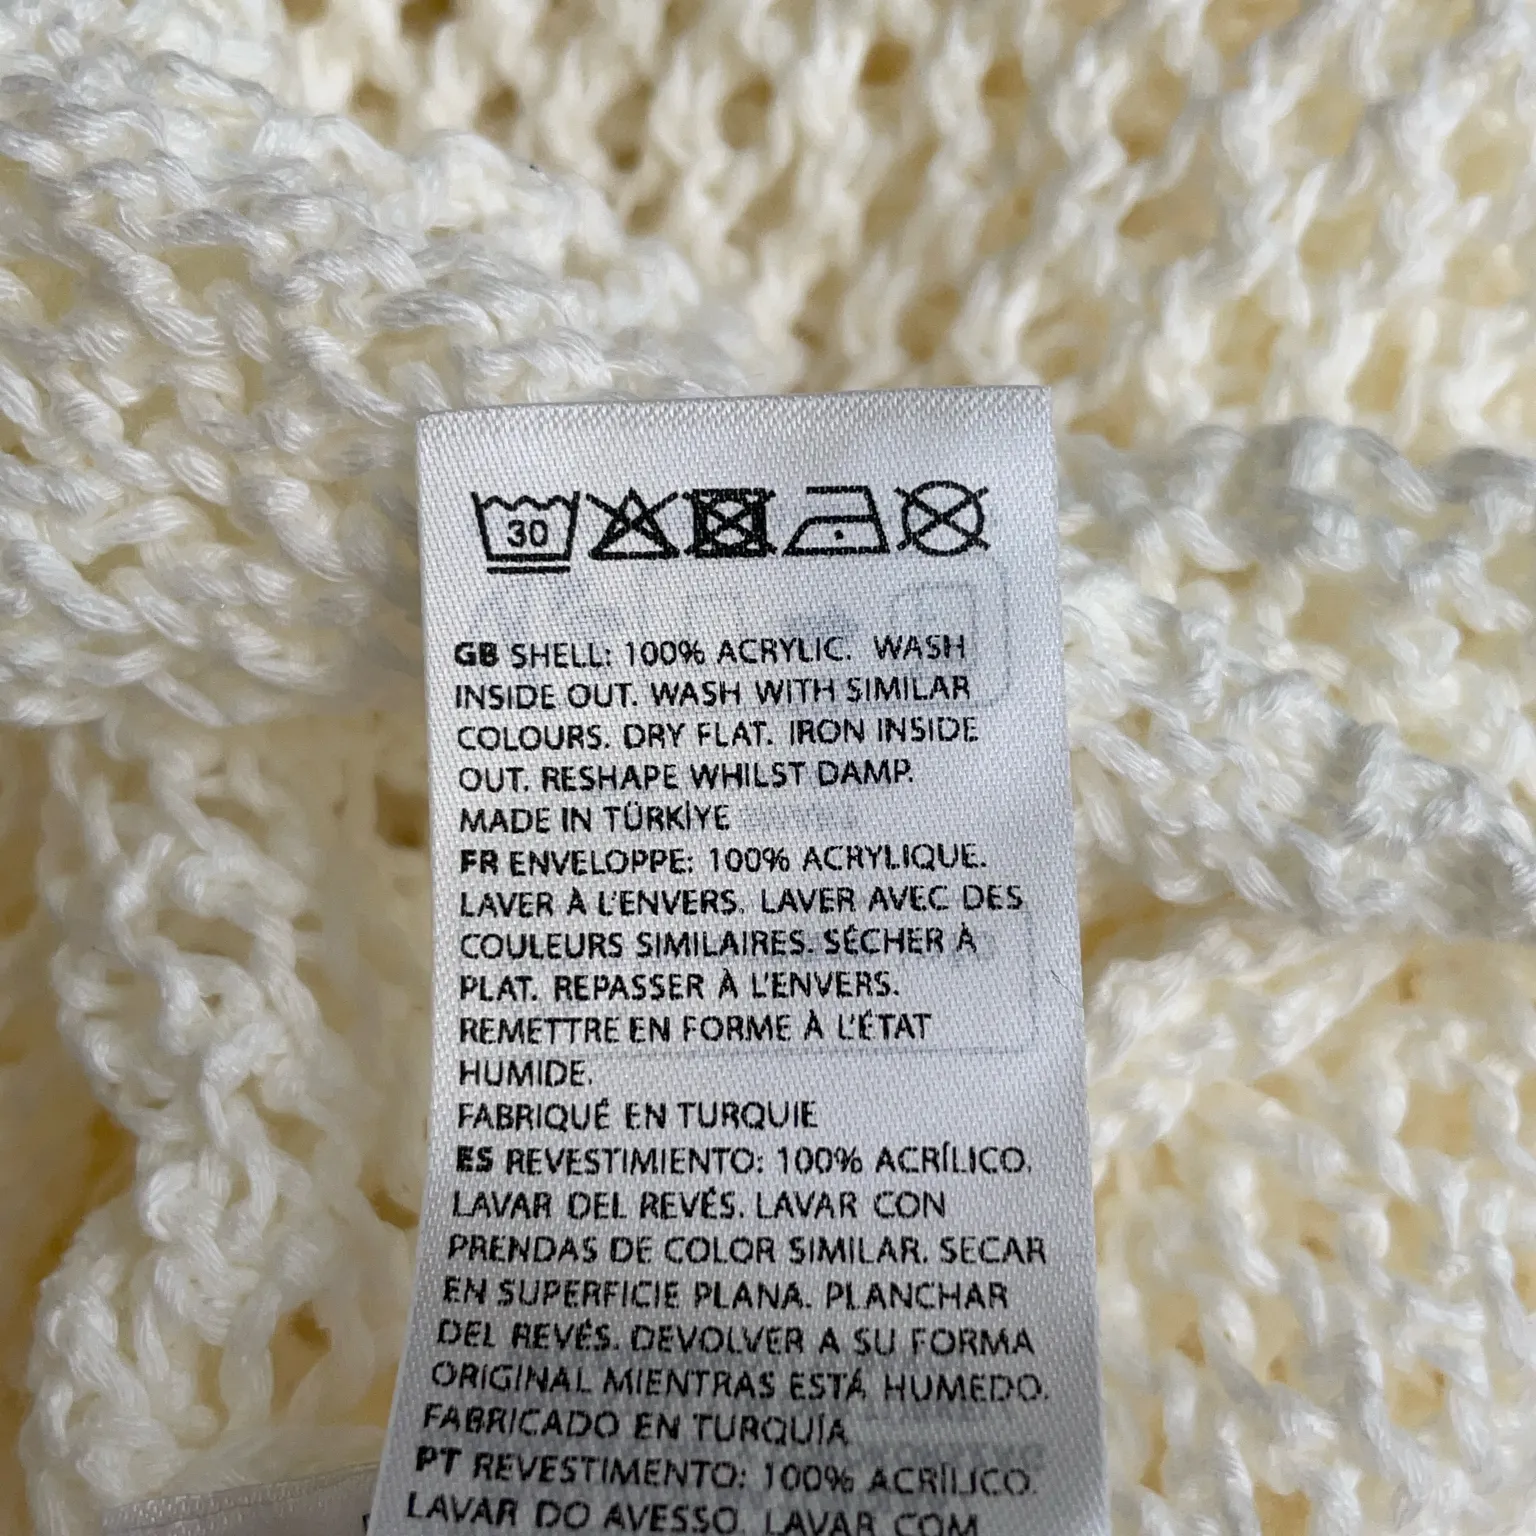 30
GB SHELL: 100% ACRYLIC. WASH
INSIDE OUT. WASH WITH SIMILAR
COLOURS. DRY FLAT. IRON INSIDE
OUT. RESHAPE WHILST DAMP.
MADE IN TÜRKİYE
FR ENVELOPPE: 100% ACRYLIQUE.
LAVER À L'ENVERS. LAVER AVEC DES
COULEURS SIMILAIRES. SÉCHER À
PLAT. REPASSER À L'ENVERS.
REMETTRE EN FORME À L'ÉTAT
HUMIDE.
FABRIQUÉ EN TURQUIE
ES REVESTIMIENTO: 100% ACRÍLICO.
LAVAR DEL REVÉS. LAVAR CON
PRENDAS DE COLOR SIMILAR. SECAR
EN SUPERFICIE PLANA. PLANCHAR
DEL REVÉS. DEVOLVER A SU FORMA
ORIGINAL MIENTRAS ESTÁ HUMEDO.
FABRICADO EN TURQUÍA
PT REVESTIMENTO: 100% ACRÍLICO.
LAVAR DO AVESSO. LAVAR COM